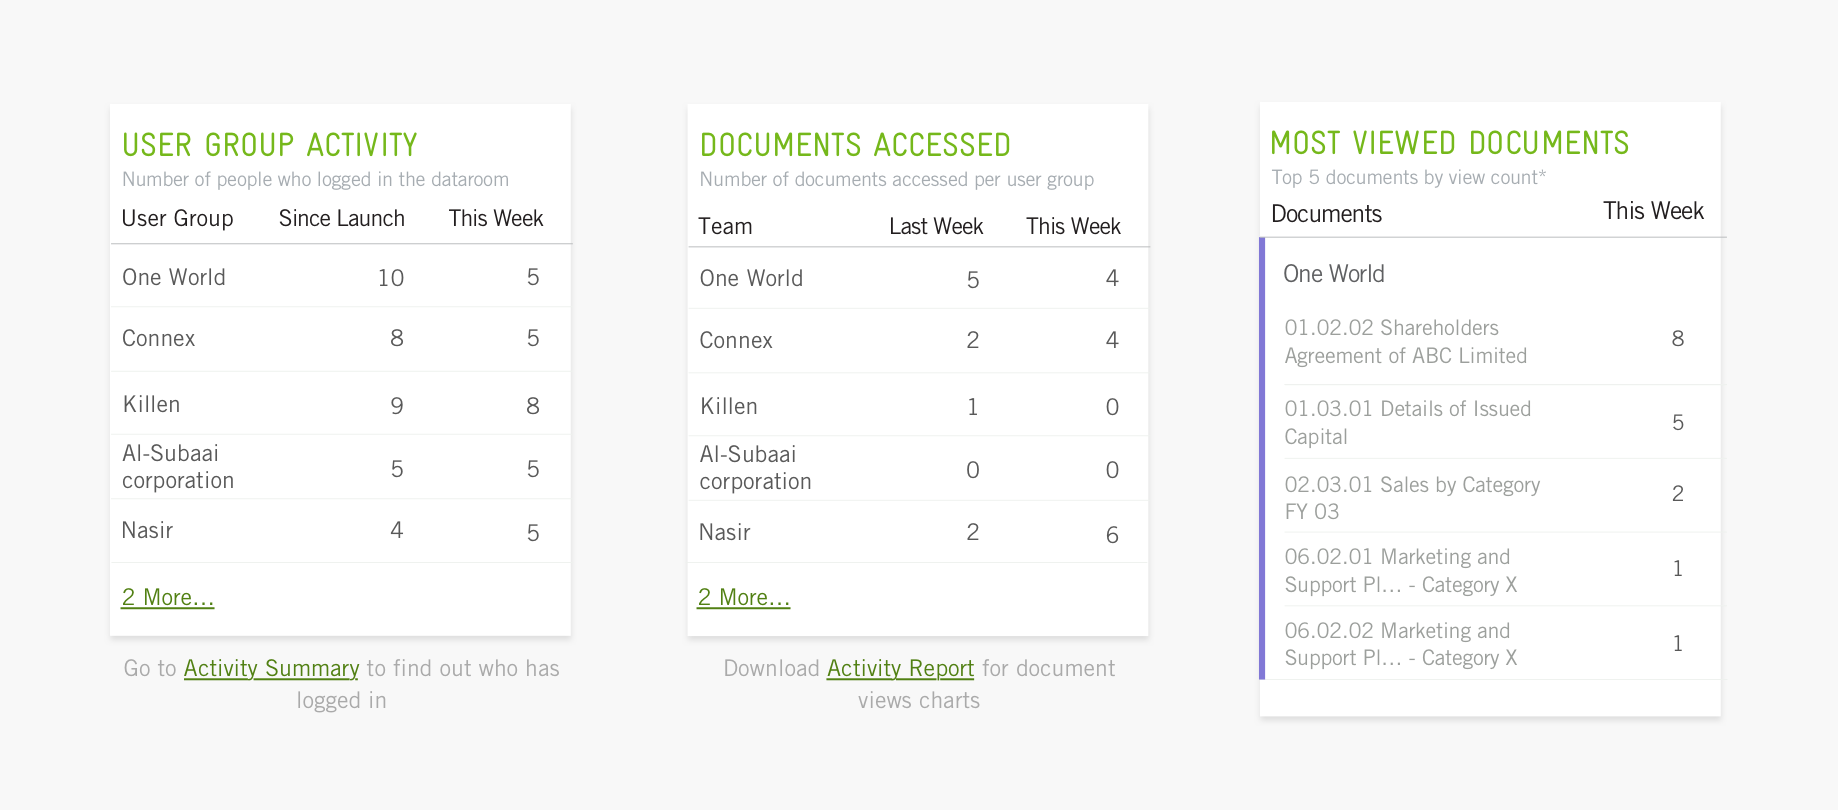 USER GROUP ACTIVITY
Number of people who logged in the dataroom
User Group Since Launch This Week
One World 10 5
Connex 8 5
Killen 9 8
Al-Subaai
corporation 5 5
Nasir 4 5
2 More...
Go to Activity Summary to find out who has
logged in
DOCUMENTS ACCESSED
Number of documents accessed per user group
Team Last Week This Week
One World 5 4
Connex 2 4
Killen 1 0
Al-Subaai
corporation 0 0
Nasir 2 6
2 More...
Download Activity Report for document
views charts
MOST VIEWED DOCUMENTS
Top 5 documents by view count*
Documents This Week
One World
01.02.02 Shareholders
Agreement of ABC Limited 8
01.03.01 Details of Issued
Capital 5
02.03.01 Sales by Category
FY 03 2
06.02.01 Marketing and
Support Pl... - Category X 1
06.02.02 Marketing and
Support Pl... - Category X 1